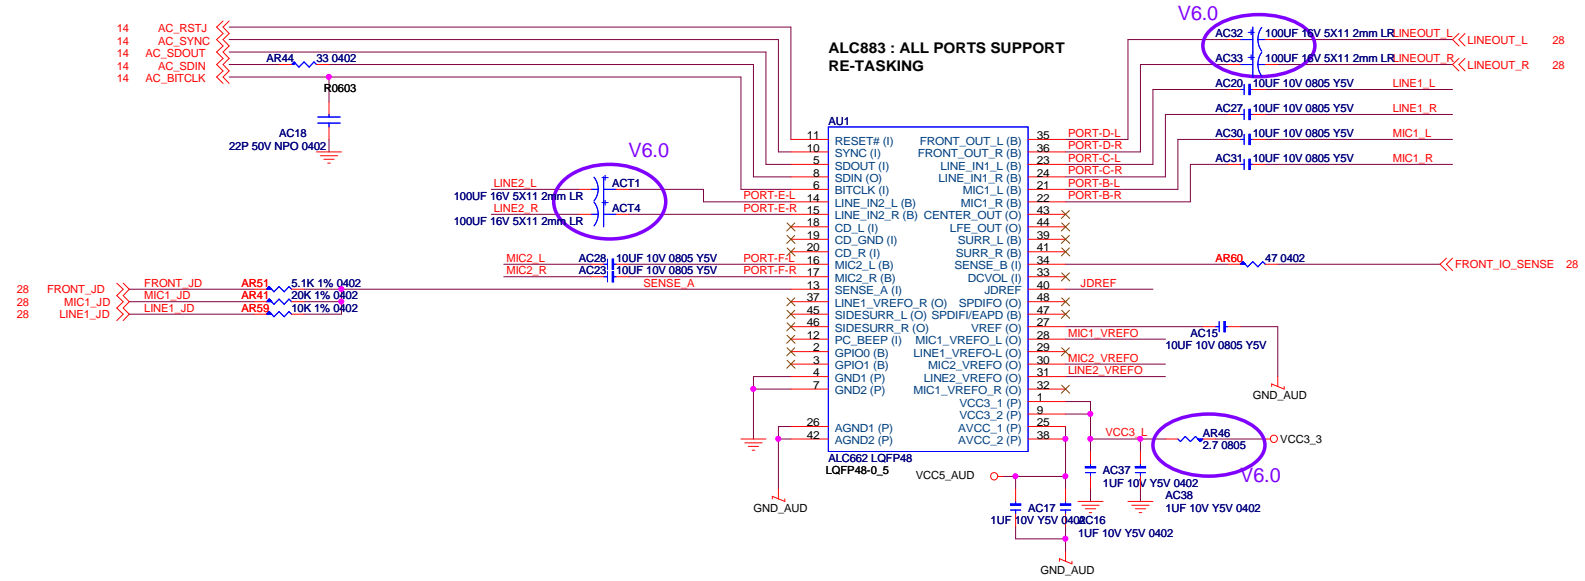 V6.0
14 AC_RSTJ
14 AC_SYNC
14 AC_SDOUT
14 AC_SDIN
14 AC_BITCLK
AR44 33 0402
R0603
AC18
22P 50V NPO 0402
ALC883 : ALL PORTS SUPPORT
RE-TASKING
AC32 100UF 16V 5X11 2mm LR LINEOUT_L LINEOUT_L 28
AC33 100UF 16V 5X11 2mm LR LINEOUT_R LINEOUT_R 28
AC20 10UF 10V 0805 Y5V LINE1_L
AC27 10UF 10V 0805 Y5V LINE1_R
AC30 10UF 10V 0805 Y5V MIC1_L
AC31 10UF 10V 0805 Y5V MIC1_R
V6.0
LINE2_L ACT1
100UF 16V 5X11 2mm LR PORT-E-L
LINE2_R ACT4 PORT-E-R
100UF 16V 5X11 2mm LR
MIC2_L AC28 10UF 10V 0805 Y5V PORT-F-L
MIC2_R AC23 10UF 10V 0805 Y5V PORT-F-R
SENSE_A
28 FRONT_JD FRONT_JD AR51 5.1K 1% 0402
28 MIC1_JD MIC1_JD AR41 20K 1% 0402
28 LINE1_JD LINE1_JD AR59 10K 1% 0402
AU1
11 RESET# (I) FRONT_OUT_L (B) 35 PORT-D-L
10 SYNC (I) FRONT_OUT_R (B) 36 PORT-D-R
5 SDOUT (I) LINE_IN1_L (B) 23 PORT-C-L
8 SDIN (O) LINE_IN1_R (B) 24 PORT-C-R
6 BITCLK (I) MIC1_L (B) 21 PORT-B-L
14 LINE_IN2_L (B) MIC1_R (B) 22 PORT-B-R
15 LINE_IN2_R (B) CENTER_OUT (O) 43
18 CD_L (I) LFE_OUT (O) 44
19 CD_GND (I) SURR_L (B) 39
20 CD_R (I) SURR_R (B) 41
16 MIC2_L (B) SENSE_B (I) 34
17 MIC2_R (B) DCVOL (I) 33
13 SENSE_A (I) JDREF 40 JDREF
37 LINE1_VREFO_R (O) SPDIFO (O) 48
45 SIDESURR_L (O) SPDIFI/EAPD (B) 47
46 SIDESURR_R (O) VREF (O) 27
12 PC_BEEP (I) MIC1_VREFO_L (O) 28 MIC1_VREFO
2 GPIO0 (B) LINE1_VREFO-L (O) 29
3 GPIO1 (B) MIC2_VREFO (O) 30 MIC2_VREFO
4 GND1 (P) LINE2_VREFO (O) 31 LINE2_VREFO
7 GND2 (P) MIC1_VREFO_R (O) 32
VCC3_1 (P) 1
VCC3_2 (P) 9
26 AGND1 (P) AVCC_1 (P) 25
42 AGND2 (P) AVCC_2 (P) 38
ALC662 LQFP48
LQFP48-0_5
AR60 47 0402 FRONT_IO_SENSE 28
AC15
10UF 10V 0805 Y5V
GND_AUD
VCC3_L AR46 VCC3_3
2.7 0805
V6.0
VCC5_AUD
AC37
1UF 10V Y5V 0402
AC38
1UF 10V Y5V 0402
AC17
1UF 10V Y5V 0402
AC16
1UF 10V Y5V 0402
GND_AUD
GND_AUD